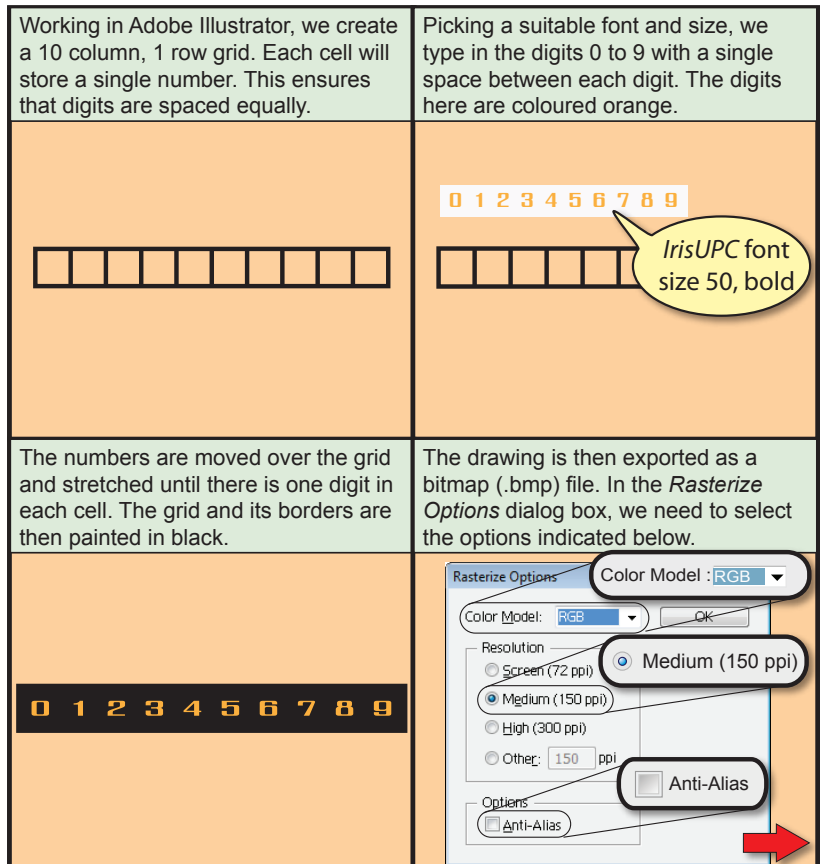 Working in Adobe Illustrator, we create
a 10 column, 1 row grid. Each cell will
store a single number. This ensures
that digits are spaced equally.
Picking a suitable font and size, we
type in the digits 0 to 9 with a single
space between each digit. The digits
here are coloured orange.
0 1 2 3 4 5 6 7 8 9
IrisUPC font
size 50, bold
The numbers are moved over the grid
and stretched until there is one digit in
each cell. The grid and its borders are
then painted in black.
0 1 2 3 4 5 6 7 8 9
The drawing is then exported as a
bitmap (.bmp) file. In the Rasterize
Options dialog box, we need to select
the options indicated below.
Rasterize Options
Color Model : RGB
Color Model: RGB
OK
Resolution
Screen (72 ppi)
Medium (150 ppi)
Medium (150 ppi)
High (300 ppi)
Other: 150 ppi
Anti-Alias
Options
Anti-Alias